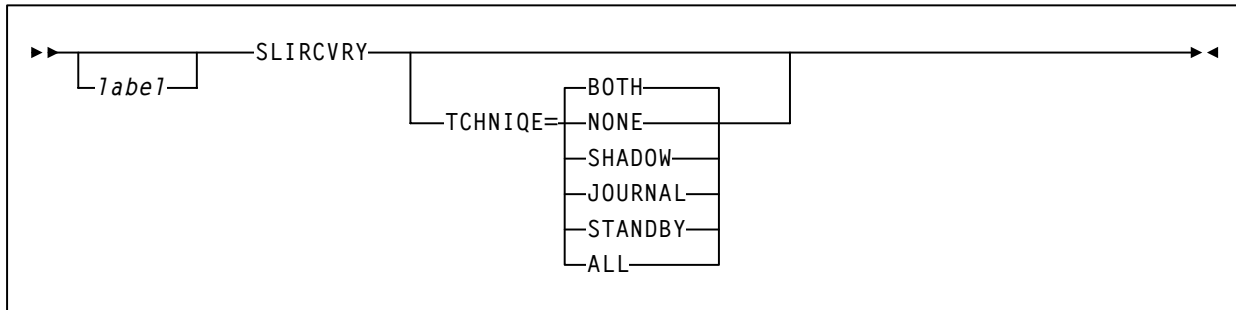 SLIRCVRY
label
BOTH
TCHNIQE= NONE
SHADOW
JOURNAL
STANDBY
ALL